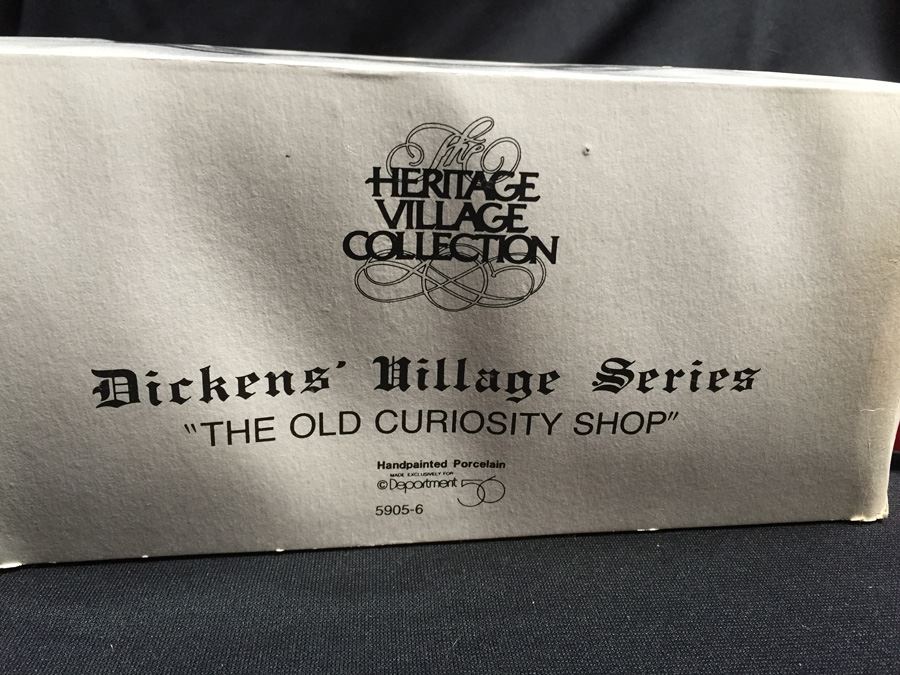 The
HERITAGE
VILLAGE
COLLECTION
Dickens' Village Series
"THE OLD CURIOSITY SHOP"
Handpainted Porcelain
MADE EXCLUSIVELY FOR
© Department 56
5905-6